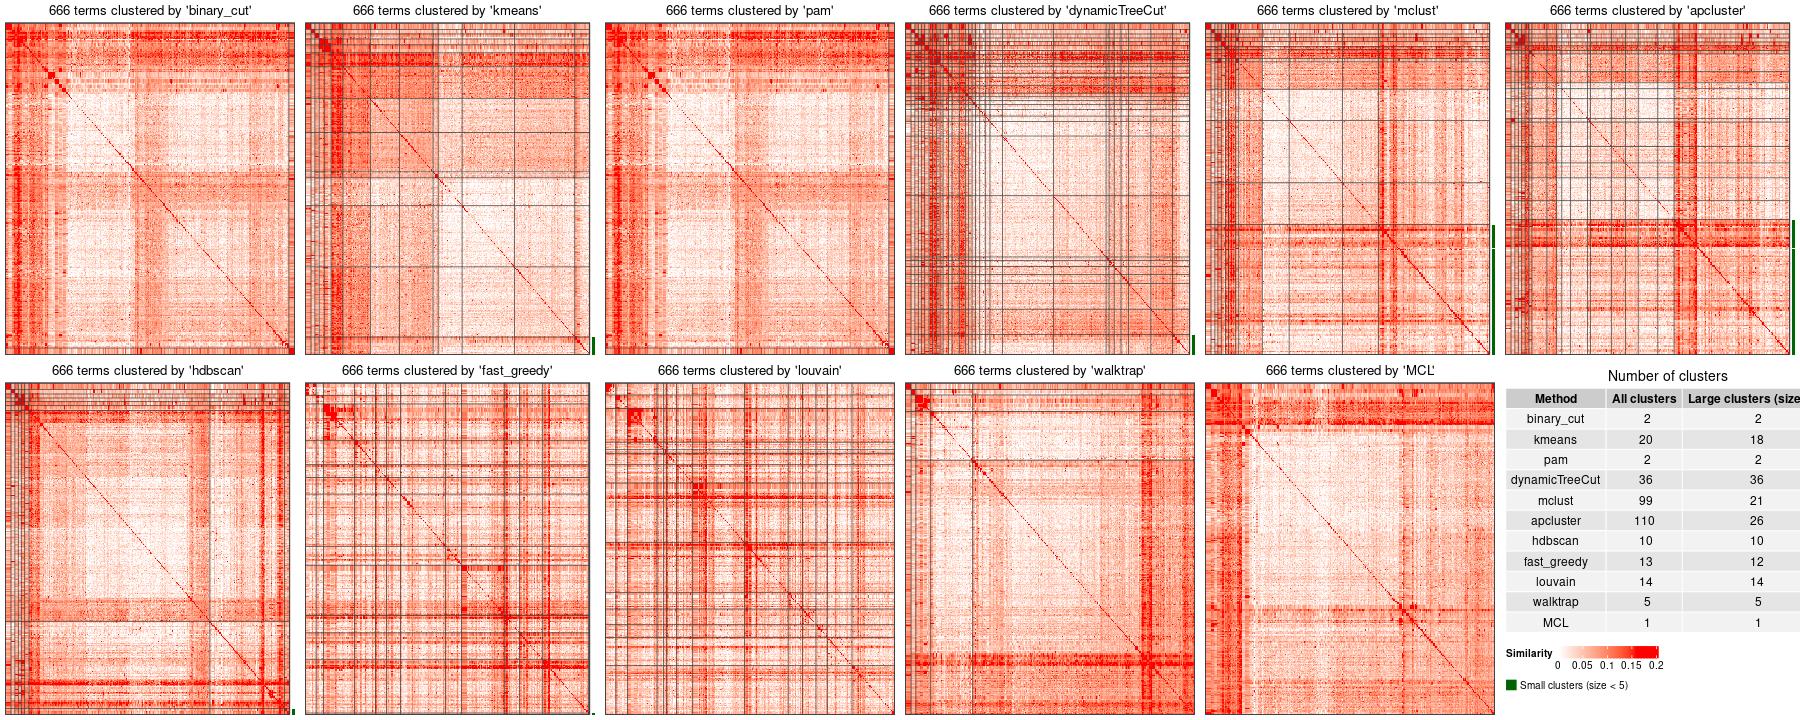 666 terms clustered by 'binary_cut'
666 terms clustered by 'kmeans'
666 terms clustered by 'pam'
666 terms clustered by 'dynamicTreeCut'
666 terms clustered by 'mclust'
666 terms clustered by 'apcluster'
666 terms clustered by 'hdbscan'
666 terms clustered by 'fast_greedy'
666 terms clustered by 'louvain'
666 terms clustered by 'walktrap'
666 terms clustered by 'MCL'
Number of clusters
Method All clusters Large clusters (size
binary_cut 2 2
kmeans 20 18
pam 2 2
dynamicTreeCut 36 36
mclust 99 21
apcluster 110 26
hdbscan 10 10
fast_greedy 13 12
louvain 14 14
walktrap 5 5
MCL 1 1
Similarity
0 0.05 0.1 0.15 0.2
Small clusters (size < 5)